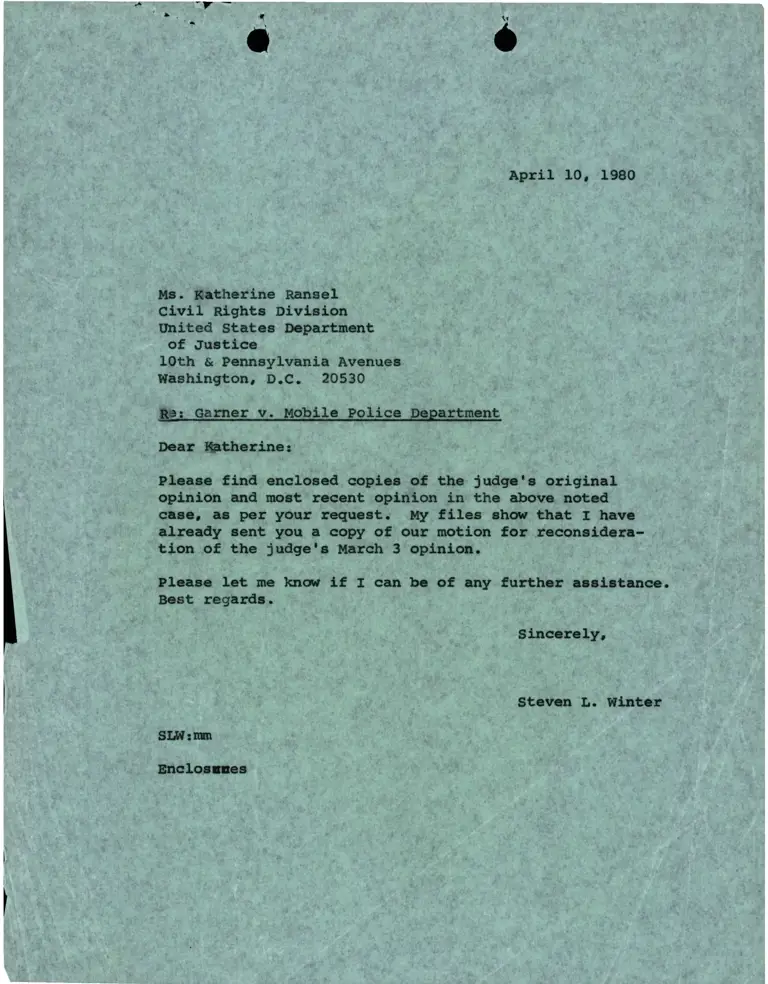 April 10, 1980
Ms. Katherine Ransel
Civil Rights Division
United States Department
of Justice
10th & Pennsylvania Avenues
Washington, D.C. 20530
Re: Garner v. Mobile Police Department
Dear Katherine:
Please find enclosed copies of the judge's original
opinion and most recent opinion in the above noted
case, as per your request. My files show that I have
already sent you a copy of our motion for reconsidera-
tion of the judge's March 3 opinion.
Please let me know if I can be of any further assistance.
Best regards.
Sincerely,
Steven L. Winter
SLW:mm
Enclosures